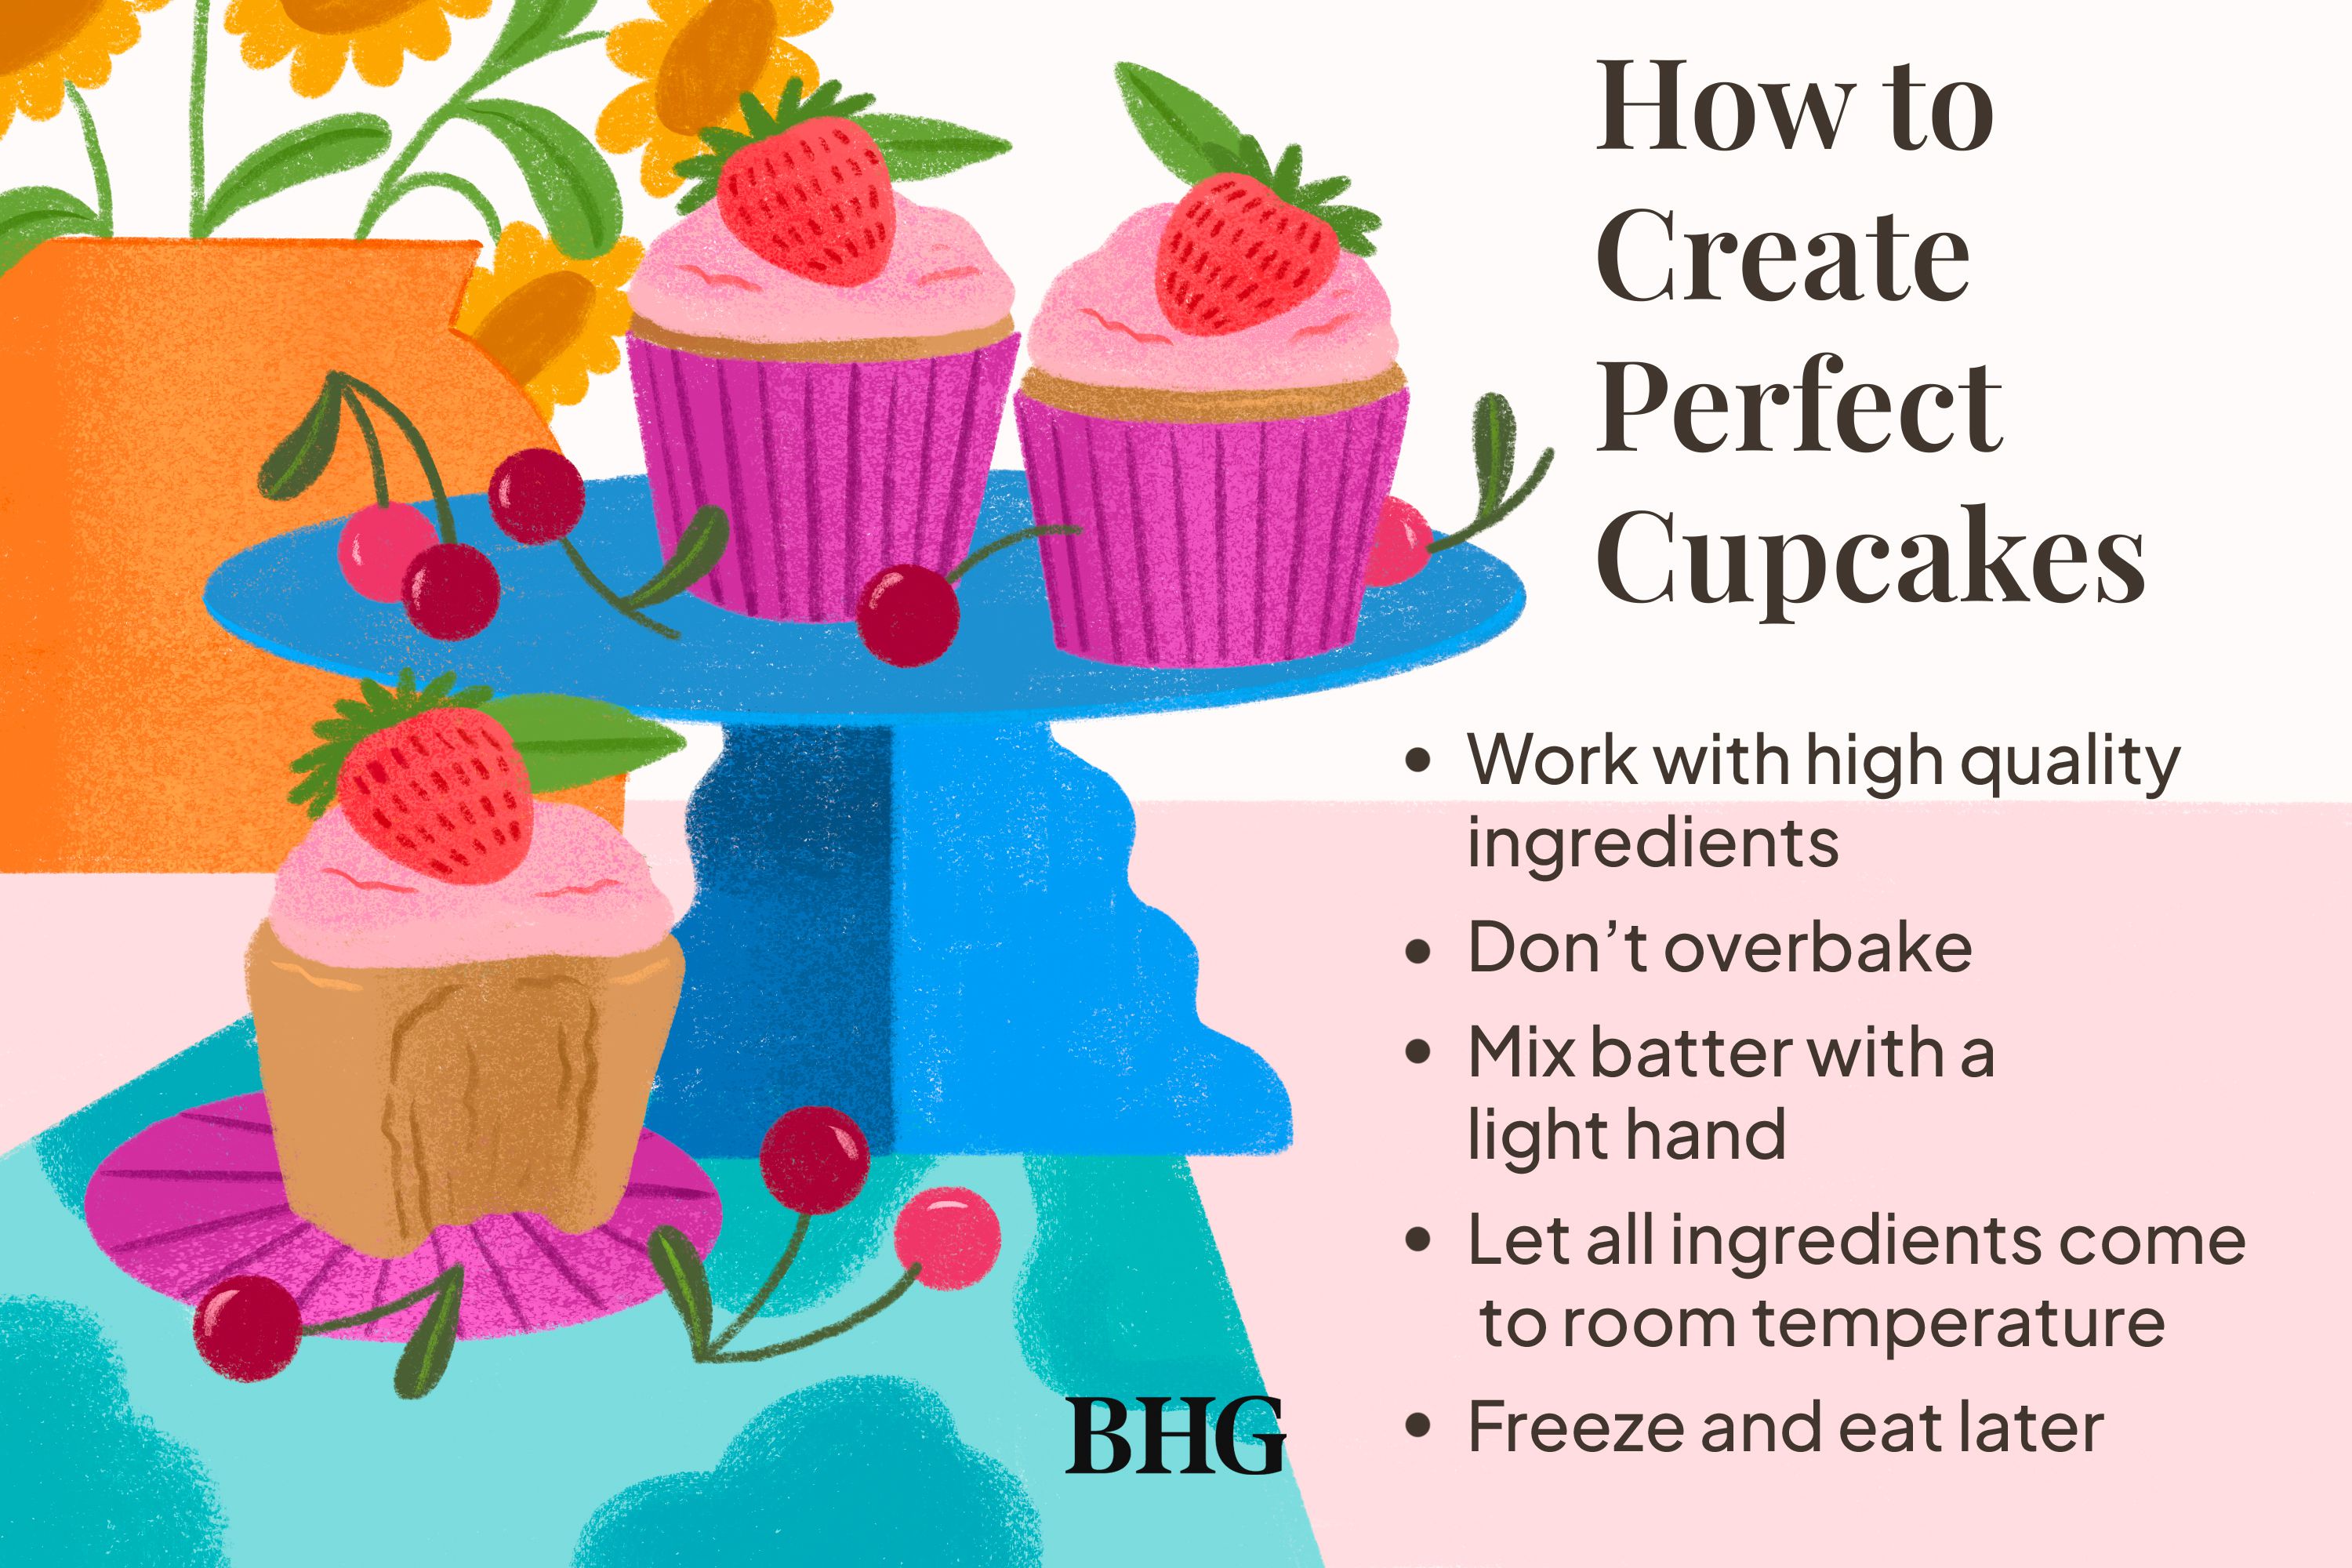 How to
Create
Perfect
Cupcakes
• Work with high quality
ingredients
• Don’t overbake
• Mix batter with a
light hand
• Let all ingredients come
to room temperature
• Freeze and eat later
BHG